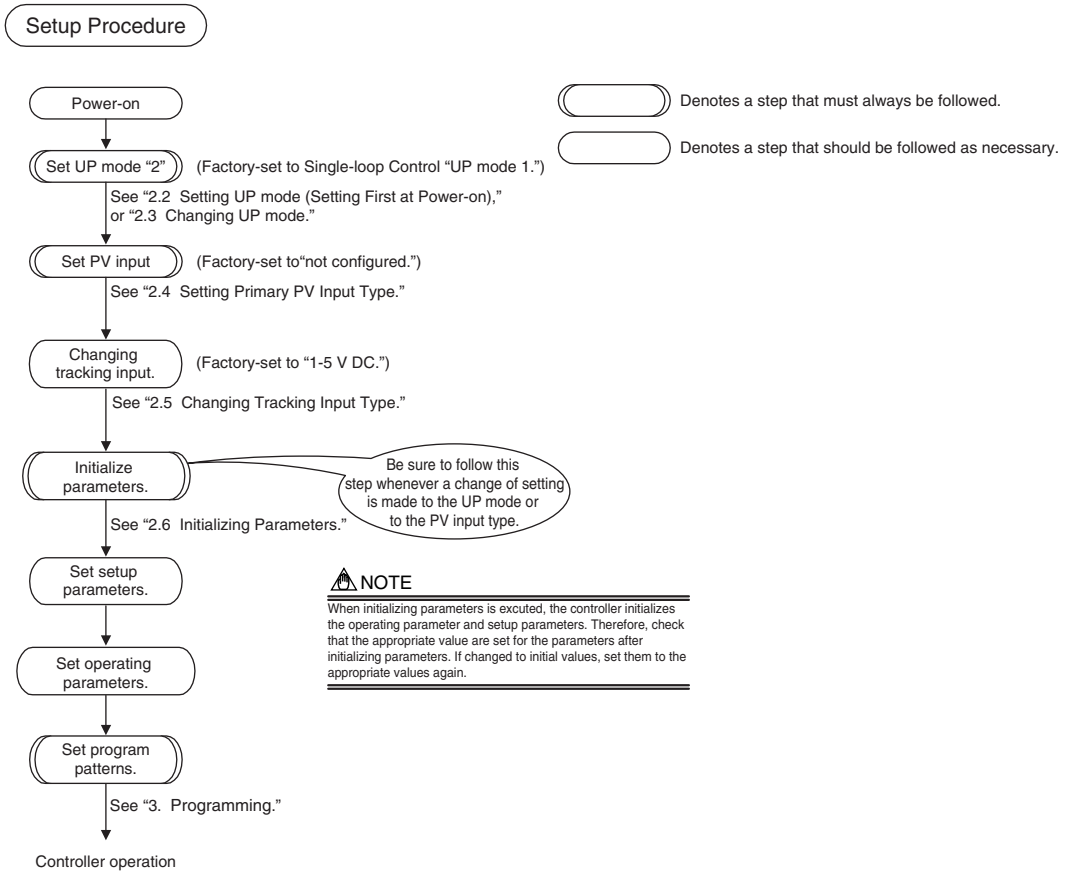 Setup Procedure
Power-on
Denotes a step that must always be followed.
Denotes a step that should be followed as necessary.
Set UP mode “2”
(Factory-set to Single-loop Control “UP mode 1.”)
See “2.2 Setting UP mode (Setting First at Power-on),”
or “2.3 Changing UP mode.”
Set PV input
(Factory-set to“not configured.”)
See “2.4 Setting Primary PV Input Type.”
Changing
tracking input.
(Factory-set to “1-5 V DC.”)
See “2.5 Changing Tracking Input Type.”
Initialize
parameters.
Be sure to follow this
step whenever a change of setting
is made to the UP mode or
to the PV input type.
See “2.6 Initializing Parameters.”
Set setup
parameters.
NOTE
When initializing parameters is excuted, the controller initializes
the operating parameter and setup parameters. Therefore, check
that the appropriate value are set for the parameters after
initializing parameters. If changed to initial values, set them to the
appropriate values again.
Set operating
parameters.
Set program
patterns.
See “3. Programming.”
Controller operation